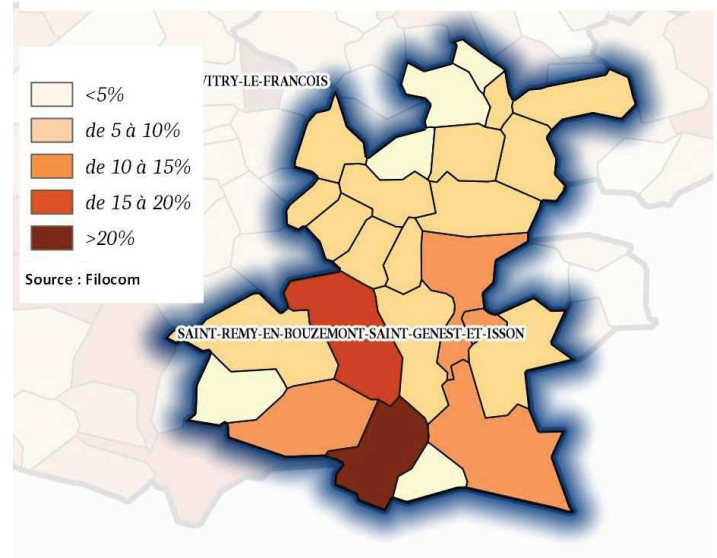 VITRY-LE-FRANCOIS
<5%
de 5 à 10%
de 10 à 15%
de 15 à 20%
>20%
Source : Filocom
SAINT-REMY-EN-BOUZEMONT-SAINT-GENEST-ET-ISSON